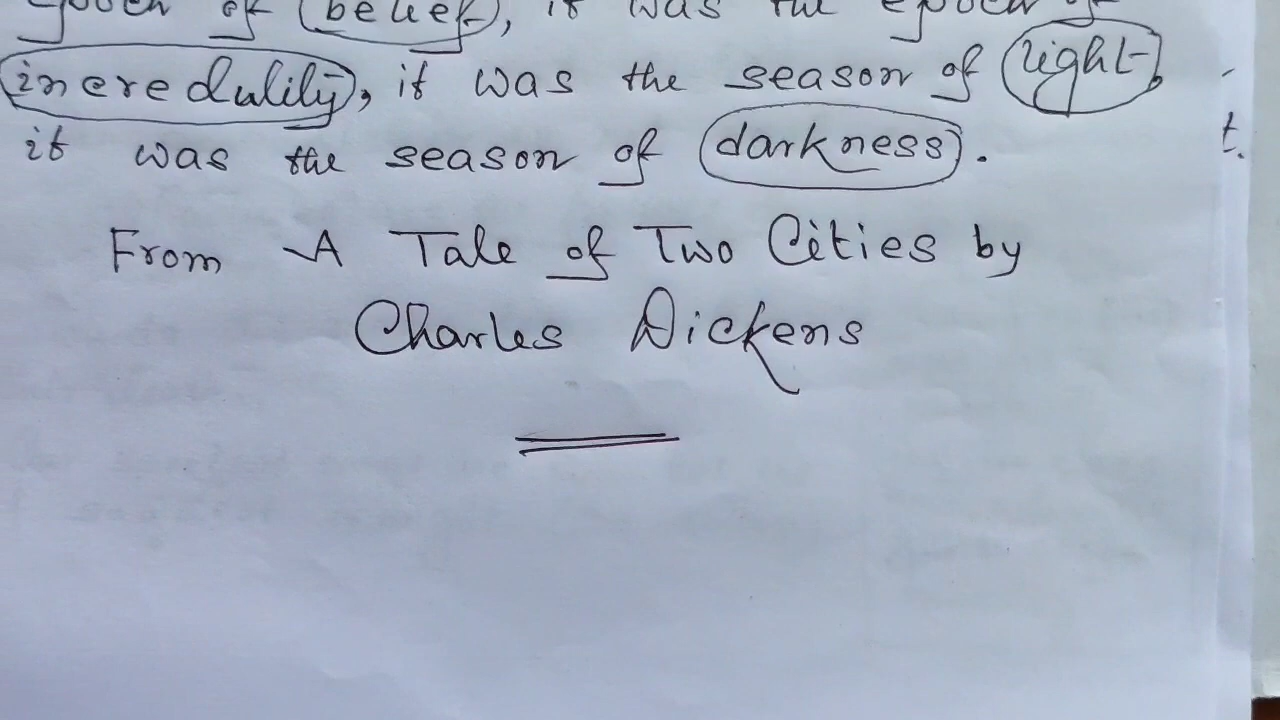 epoch of belief, it was the epoch of
incredulity, it was the season of light,
it was the season of darkness.
From A Tale of Two Cities by
Charles Dickens
t.